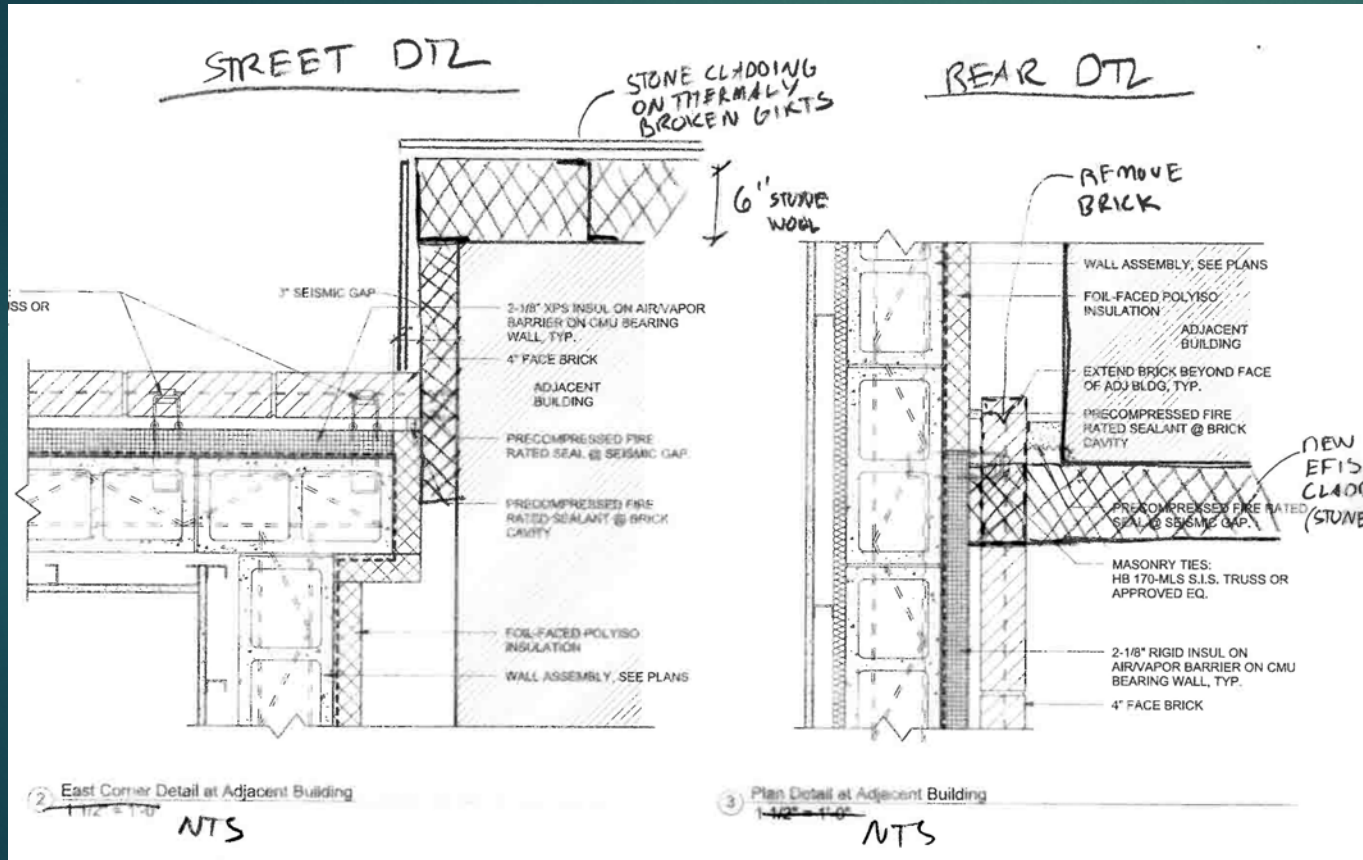 STREET DTL
STONE CLADDING
ON THERMALY
BROKEN GIRTS
6" STONE
WOOL
SS OR
3" SEISMIC GAP
2-1/8" XPS INSUL ON AIR/VAPOR
BARRIER ON CMU BEARING
WALL, TYP.
4" FACE BRICK
ADJACENT
BUILDING
PRECOMPRESSED FIRE
RATED SEAL @ SEISMIC GAP.
PRECOMPRESSED FIRE
RATED SEALANT @ BRICK
CAVITY
FOIL-FACED POLYISO
INSULATION
WALL ASSEMBLY, SEE PLANS
2 East Corner Detail at Adjacent Building
1 1/2" = 1'-0"
NTS
REAR DTL
REMOVE
BRICK
WALL ASSEMBLY, SEE PLANS
FOIL-FACED POLYISO
INSULATION
ADJACENT
BUILDING
EXTEND BRICK BEYOND FACE
OF ADJ BLDG, TYP.
PRECOMPRESSED FIRE
RATED SEALANT @ BRICK
CAVITY
NEW
EFIS
CLADD
(STONE
PRECOMPRESSED FIRE RATED
SEAL @ SEISMIC GAP.
MASONRY TIES:
HB 170-MLS S.I.S. TRUSS OR
APPROVED EQ.
2-1/8" RIGID INSUL ON
AIR/VAPOR BARRIER ON CMU
BEARING WALL, TYP.
4" FACE BRICK
3 Plan Detail at Adjacent Building
1-1/2" = 1'-0"
NTS